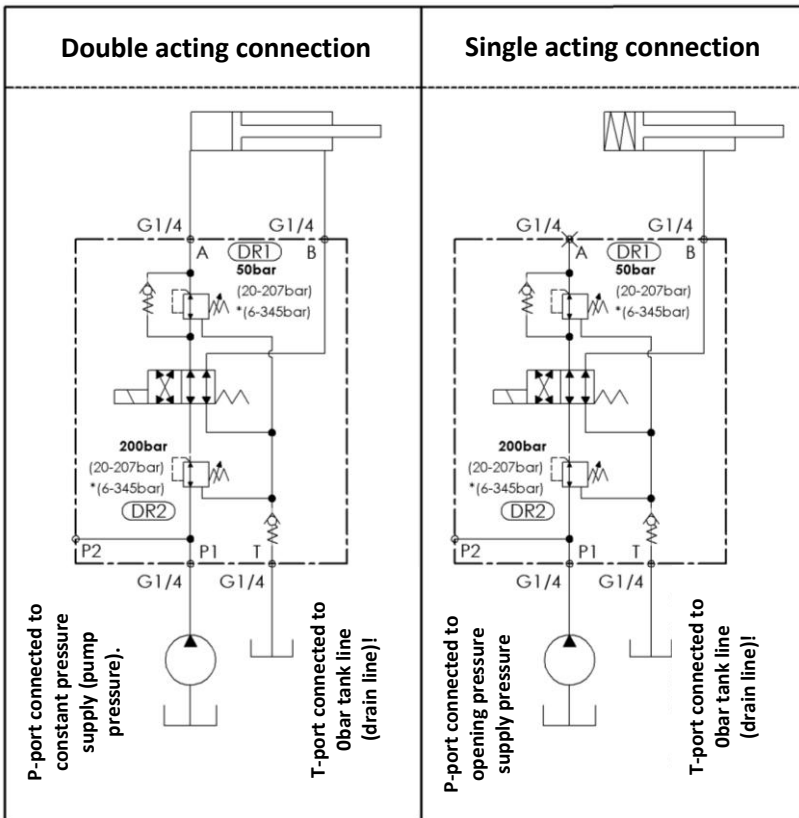 Double acting connection
G1/4 G1/4
A DR1 B
50bar
(20-207bar)
*(6-345bar)
200bar
(20-207bar)
*(6-345bar)
DR2
P2 P1 T
G1/4 G1/4
P-port connected to
constant pressure
supply (pump
pressure).
T-port connected to
0bar tank line
(drain line)!
Single acting connection
G1/4 G1/4
A DR1 B
50bar
(20-207bar)
*(6-345bar)
200bar
(20-207bar)
*(6-345bar)
DR2
P2 P1 T
G1/4 G1/4
P-port connected to
opening pressure
supply pressure
T-port connected to
0bar tank line
(drain line)!